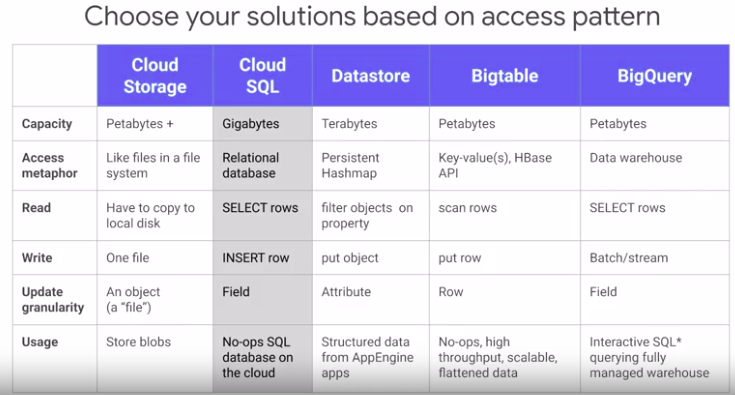 Choose your solutions based on access pattern
Cloud Storage Cloud SQL Datastore Bigtable BigQuery
Capacity Petabytes + Gigabytes Terabytes Petabytes Petabytes
Access metaphor Like files in a file system Relational database Persistent Hashmap Key-value(s), HBase API Data warehouse
Read Have to copy to local disk SELECT rows filter objects on property scan rows SELECT rows
Write One file INSERT row put object put row Batch/stream
Update granularity An object (a “file”) Field Attribute Row Field
Usage Store blobs No-ops SQL database on the cloud Structured data from AppEngine apps No-ops, high throughput, scalable, flattened data Interactive SQL* querying fully managed warehouse